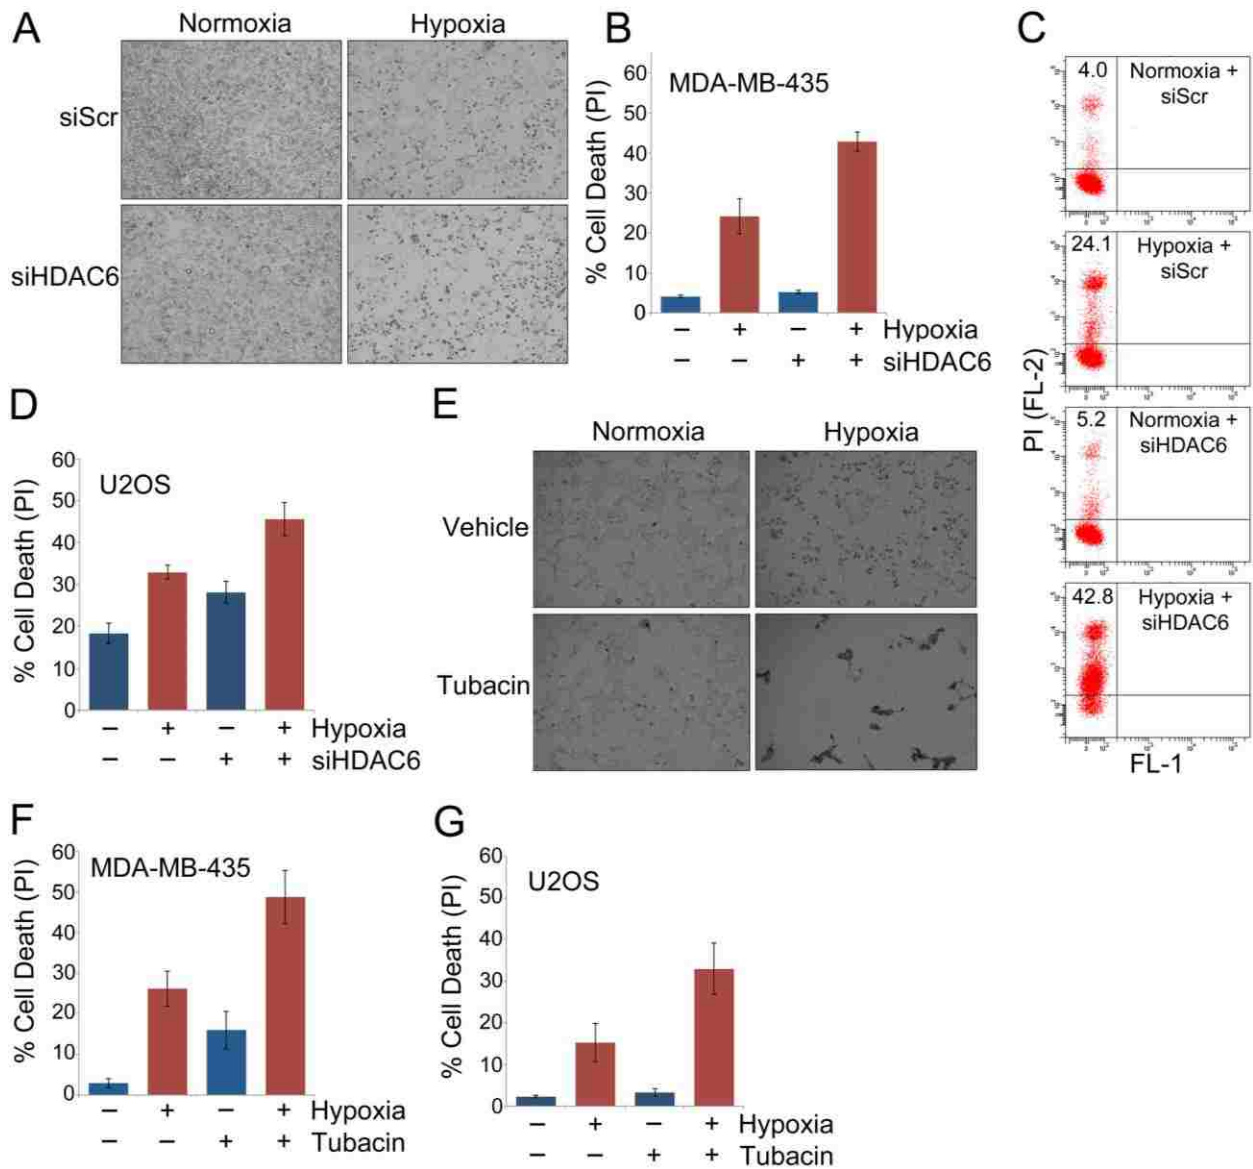 A
Normoxia
Hypoxia
siScr
siHDAC6
B
% Cell Death (PI)
60
50
40
30
20
10
0
MDA-MB-435
− + − + Hypoxia
− − + + siHDAC6
C
PI (FL-2)
4.0
Normoxia +
siScr
24.1
Hypoxia +
siScr
5.2
Normoxia +
siHDAC6
42.8
Hypoxia +
siHDAC6
FL-1
D
% Cell Death (PI)
60
50
40
30
20
10
0
U2OS
− + − + Hypoxia
− − + + siHDAC6
E
Normoxia
Hypoxia
Vehicle
Tubacin
F
% Cell Death (PI)
60
50
40
30
20
10
0
MDA-MB-435
− + − + Hypoxia
− − + + Tubacin
G
% Cell Death (PI)
60
50
40
30
20
10
0
U2OS
− + − + Hypoxia
− − + + Tubacin